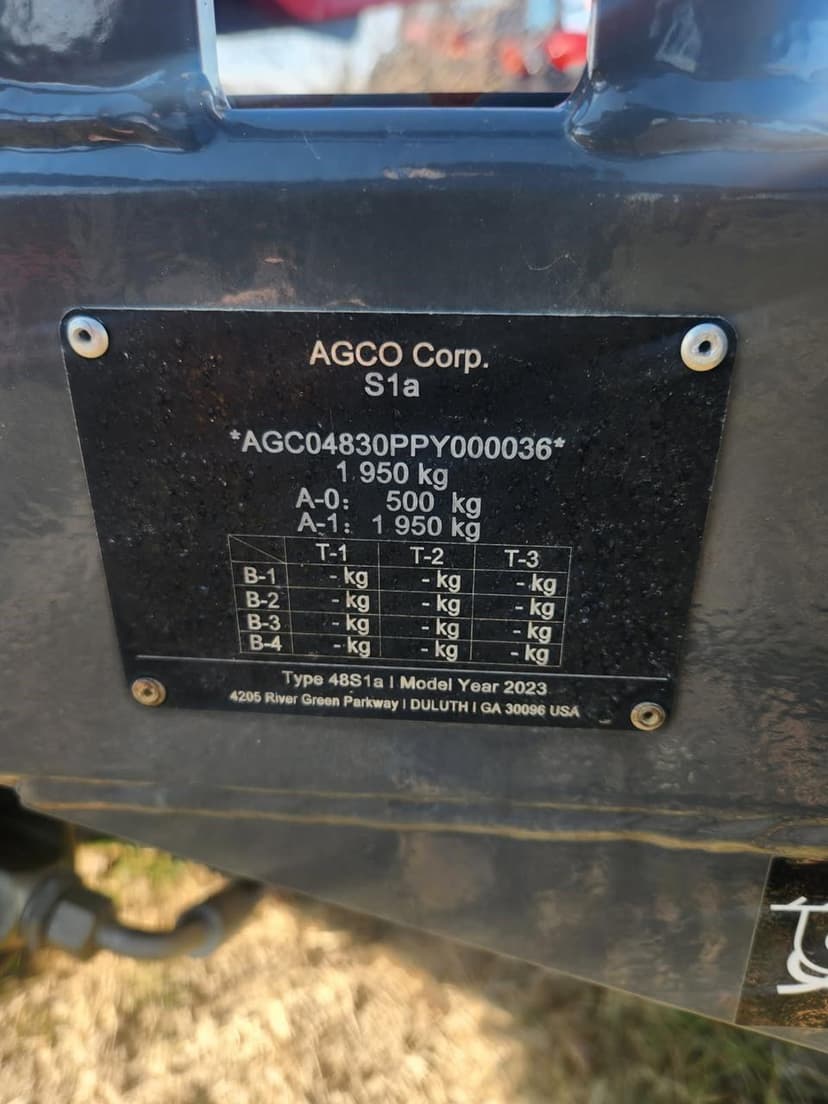 AGCO Corp.
S1a
*AGC04830PPY000036*
1 950 kg
A-0: 500 kg
A-1: 1 950 kg
T-1 T-2 T-3
B-1 - kg - kg - kg
B-2 - kg - kg - kg
B-3 - kg - kg - kg
B-4 - kg - kg - kg
Type 48S1a | Model Year 2023
4205 River Green Parkway | DULUTH | GA 30096 USA